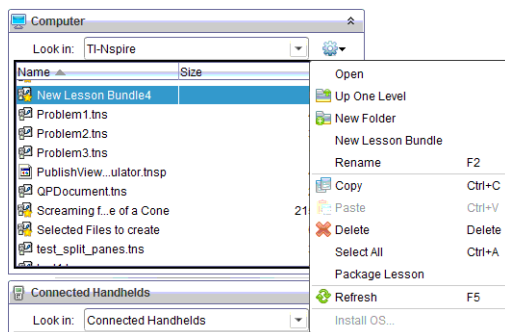 Computer
Look in: TI-Nspire
Name Size
New Lesson Bundle4
Problem1.tns
Problem2.tns
Problem3.tns
PublishView...ulator.tnsp
QPDocument.tns
Screaming f...e of a Cone 21
Selected Files to create
test_split_panes.tns
Open
Up One Level
New Folder
New Lesson Bundle
Rename F2
Copy Ctrl+C
Paste Ctrl+V
Delete Delete
Select All Ctrl+A
Package Lesson
Refresh F5
Install OS...
Connected Handhelds
Look in: Connected Handhelds